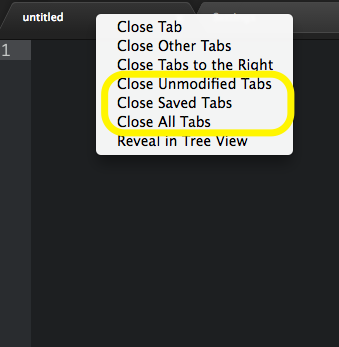 untitled
1
Close Tab
Close Other Tabs
Close Tabs to the Right
Close Unmodified Tabs
Close Saved Tabs
Close All Tabs
Reveal in Tree View